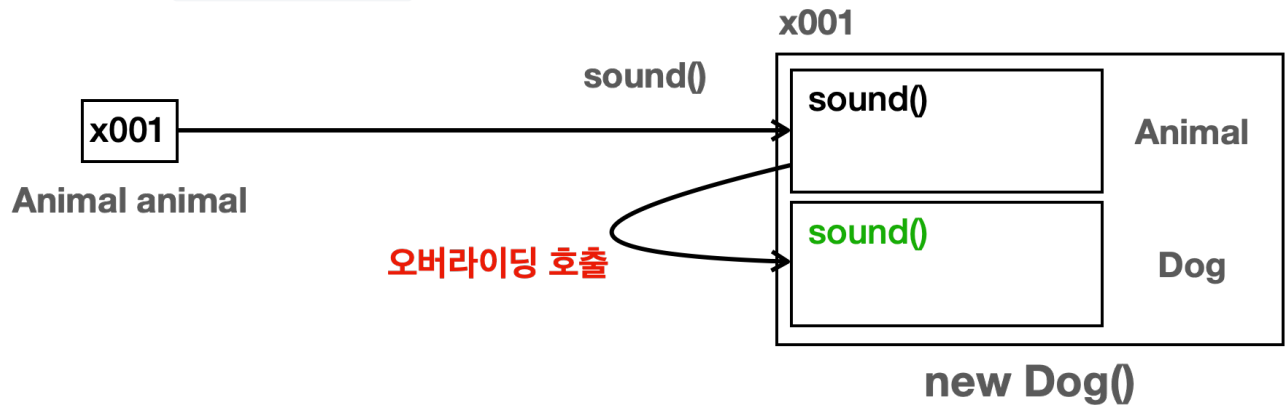 x001
sound()
sound()
x001
Animal
Animal animal
sound()
오버라이딩 호출
Dog
new Dog()